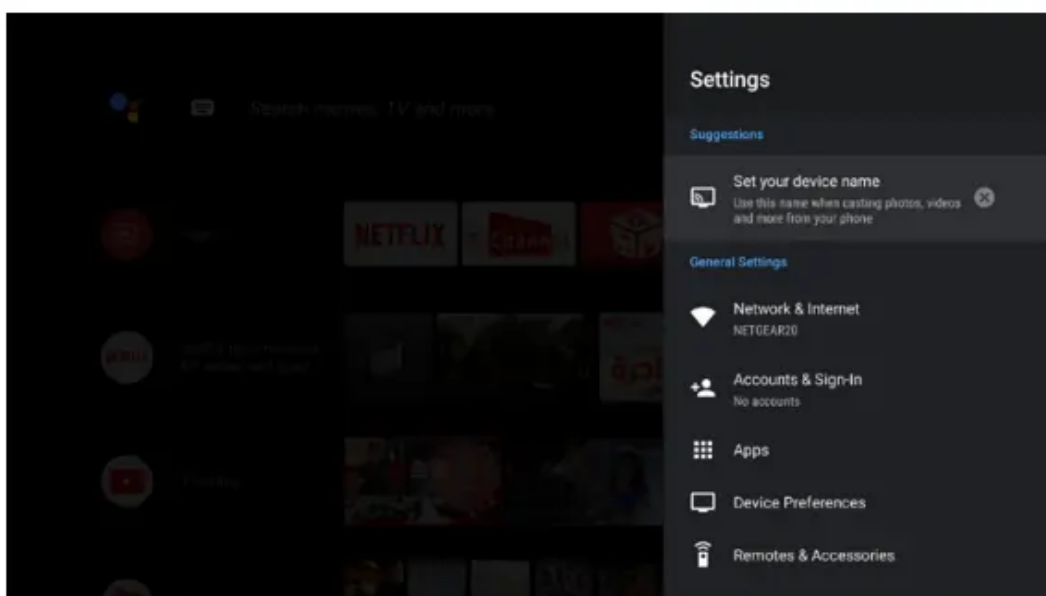 Settings
Suggestions
Set your device name
Use this name when casting photos, videos
and more from your phone
General Settings
Network & Internet
NETGEAR20
Accounts & Sign-In
No accounts
Apps
Device Preferences
Remotes & Accessories
Search movies, TV and more
NETFLIX